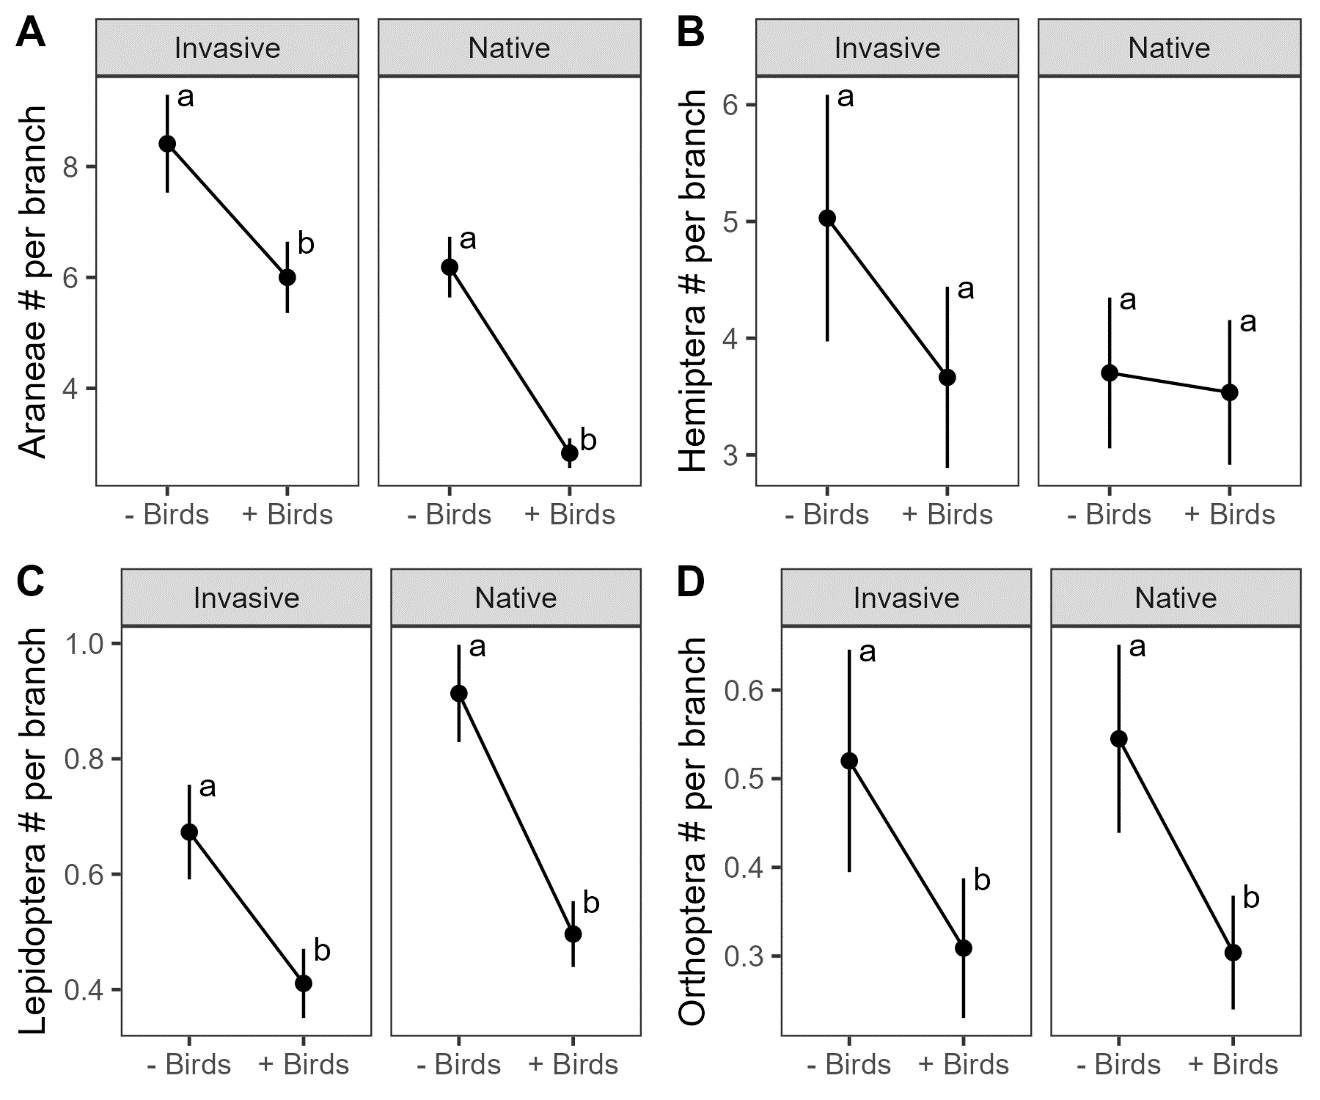 A
Invasive
Native
Araneae # per branch
8
6
4
a
b
a
b
- Birds
+ Birds
- Birds
+ Birds
B
Invasive
Native
Hemiptera # per branch
6
5
4
3
a
a
a
a
- Birds
+ Birds
- Birds
+ Birds
C
Invasive
Native
Lepidoptera # per branch
1.0
0.8
0.6
0.4
a
b
a
b
- Birds
+ Birds
- Birds
+ Birds
D
Invasive
Native
Orthoptera # per branch
0.6
0.5
0.4
0.3
a
b
a
b
- Birds
+ Birds
- Birds
+ Birds